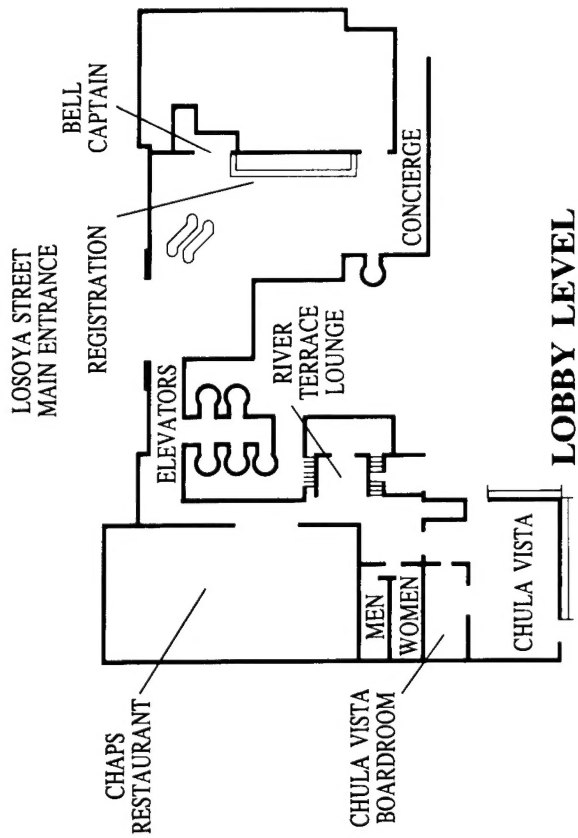 LOSOYA STREET
MAIN ENTRANCE
CHAPS
RESTAURANT
ELEVATORS
REGISTRATION
BELL
CAPTAIN
RIVER
TERRACE
LOUNGE
CONCIERGE
MEN
WOMEN
CHULA VISTA
BOARDROOM
CHULA VISTA
LOBBY LEVEL